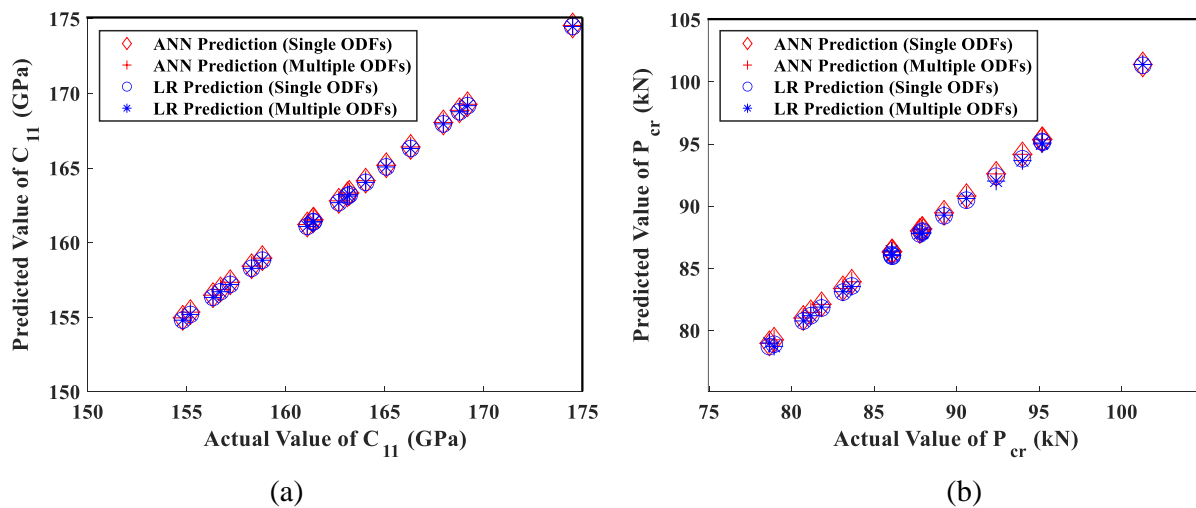 175
170
165
160
155
150
Predicted Value of C11 (GPa)
ANN Prediction (Single ODFs)
ANN Prediction (Multiple ODFs)
LR Prediction (Single ODFs)
LR Prediction (Multiple ODFs)
150 155 160 165 170 175
Actual Value of C11 (GPa)
(a)
105
100
95
90
85
80
Predicted Value of Pcr (kN)
ANN Prediction (Single ODFs)
ANN Prediction (Multiple ODFs)
LR Prediction (Single ODFs)
LR Prediction (Multiple ODFs)
75 80 85 90 95 100
Actual Value of Pcr (kN)
(b)